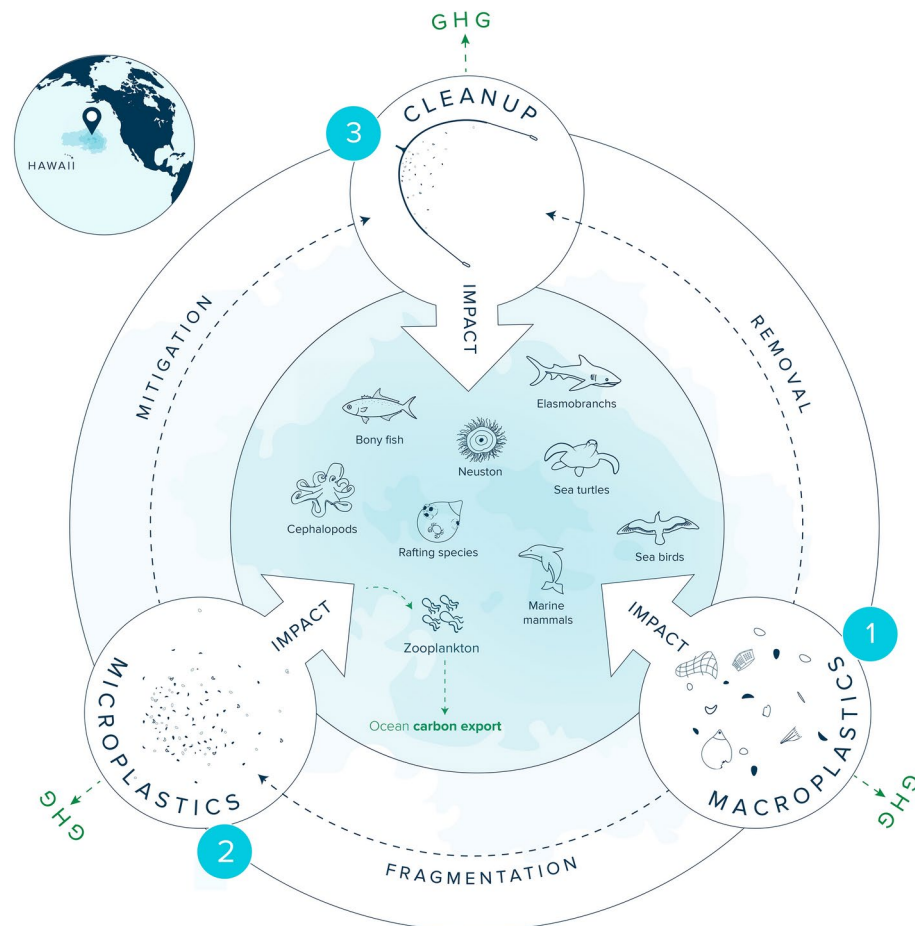 GHG
CLEANUP
3
HAWAII
IMPACT
MITIGATION
REMOVAL
Elasmobranchs
Bony fish
Neuston
Sea turtles
Cephalopods
Rafting species
Sea birds
Marine
mammals
Zooplankton
Ocean carbon export
IMPACT
IMPACT
1
MICROPLASTICS
MACROPLASTICS
GHG
GHG
2
FRAGMENTATION